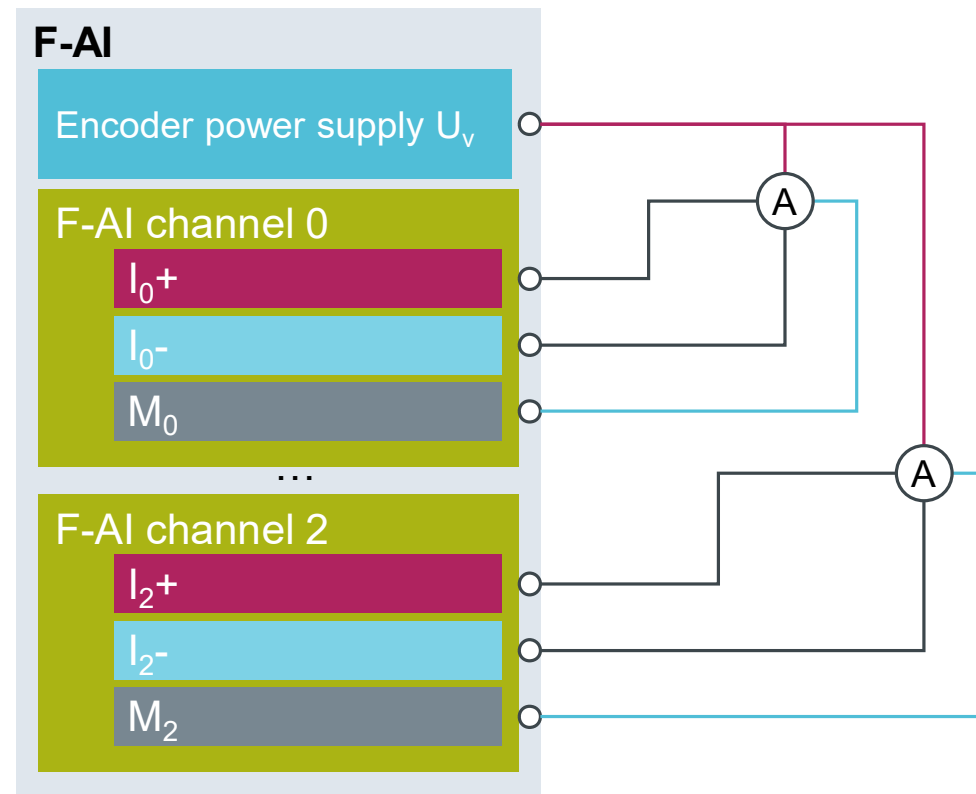 F-AI
Encoder power supply Uᵥ
F-AI channel 0
I₀+
I₀-
M₀
A
...
A
F-AI channel 2
I₂+
I₂-
M₂